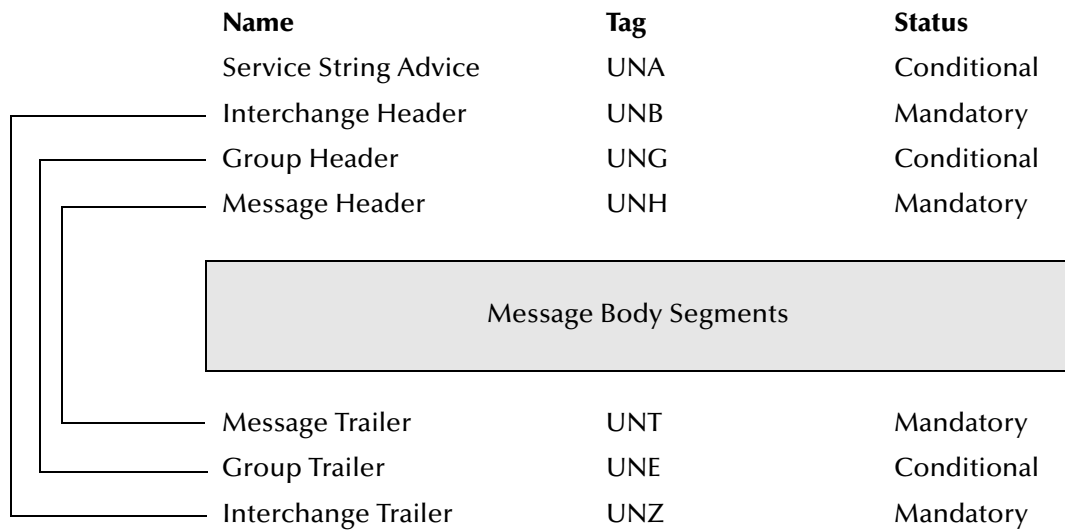 Name Tag Status
Service String Advice UNA Conditional
Interchange Header UNB Mandatory
Group Header UNG Conditional
Message Header UNH Mandatory
Message Body Segments
Message Trailer UNT Mandatory
Group Trailer UNE Conditional
Interchange Trailer UNZ Mandatory